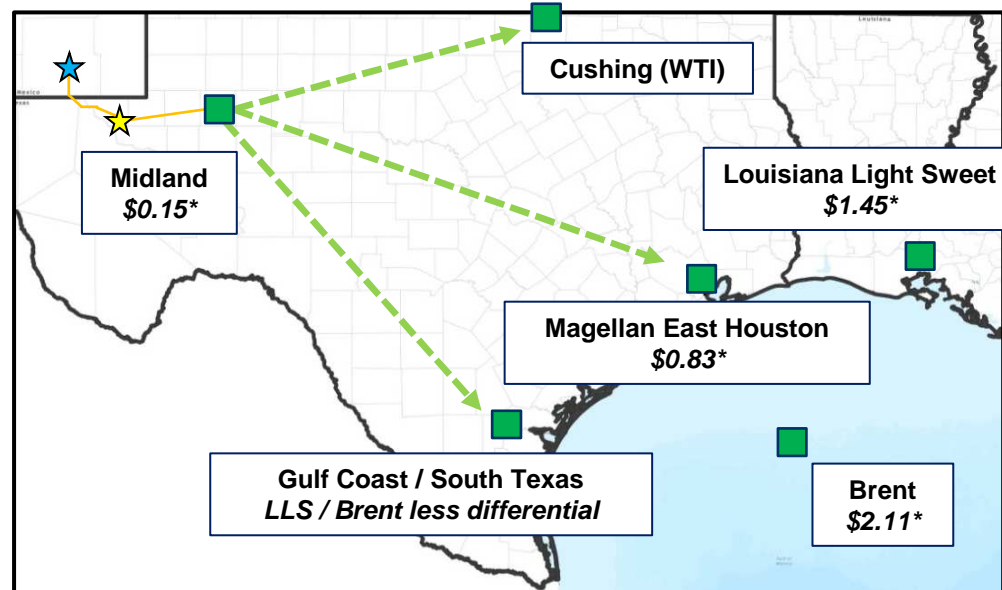 Louisiana
Cushing (WTI)
Mexico
Midland
$0.15*
Louisiana Light Sweet
$1.45*
Magellan East Houston
$0.83*
Gulf Coast / South Texas
LLS / Brent less differential
Brent
$2.11*